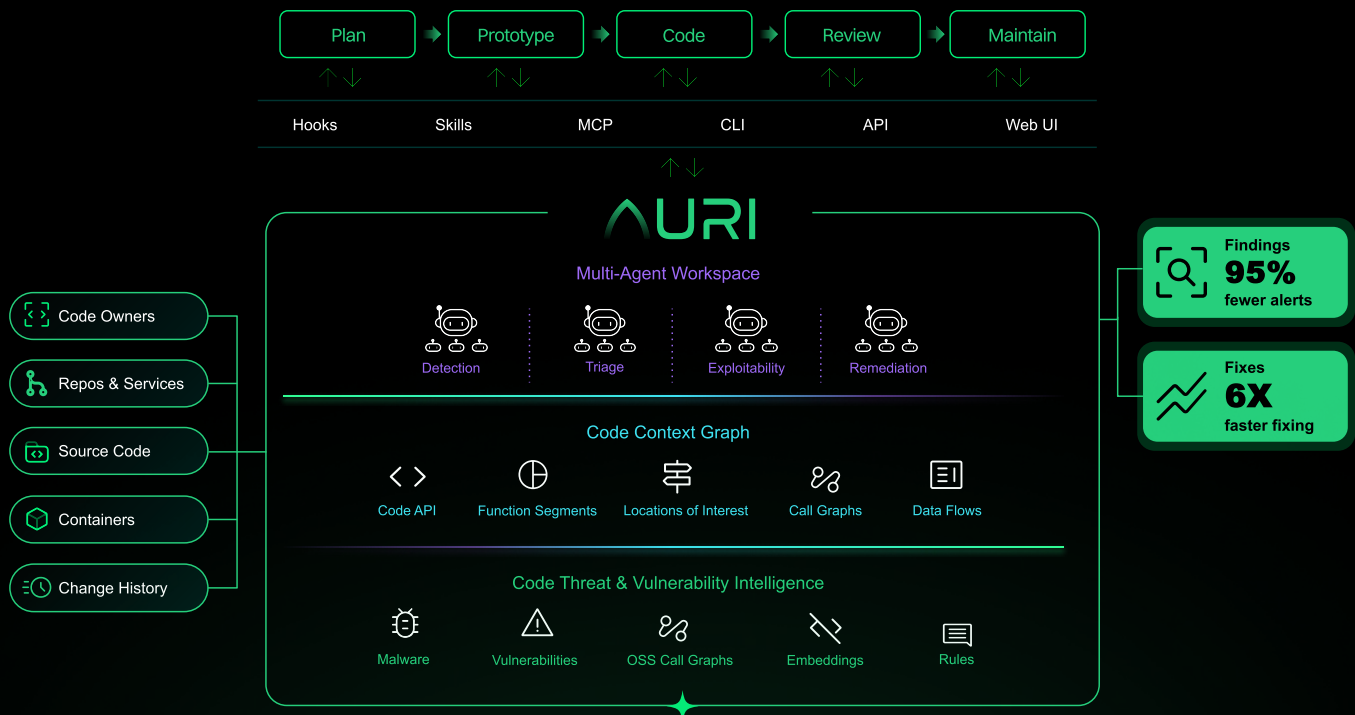 Plan
Prototype
Code
Review
Maintain
Hooks
Skills
MCP
CLI
API
Web UI
AURI
Multi-Agent Workspace
Detection
Triage
Exploitability
Remediation
Code Context Graph
Code API
Function Segments
Locations of Interest
Call Graphs
Data Flows
Code Threat & Vulnerability Intelligence
Malware
Vulnerabilities
OSS Call Graphs
Embeddings
Rules
Code Owners
Repos & Services
Source Code
Containers
Change History
Findings
95%
fewer alerts
Fixes
6X
faster fixing